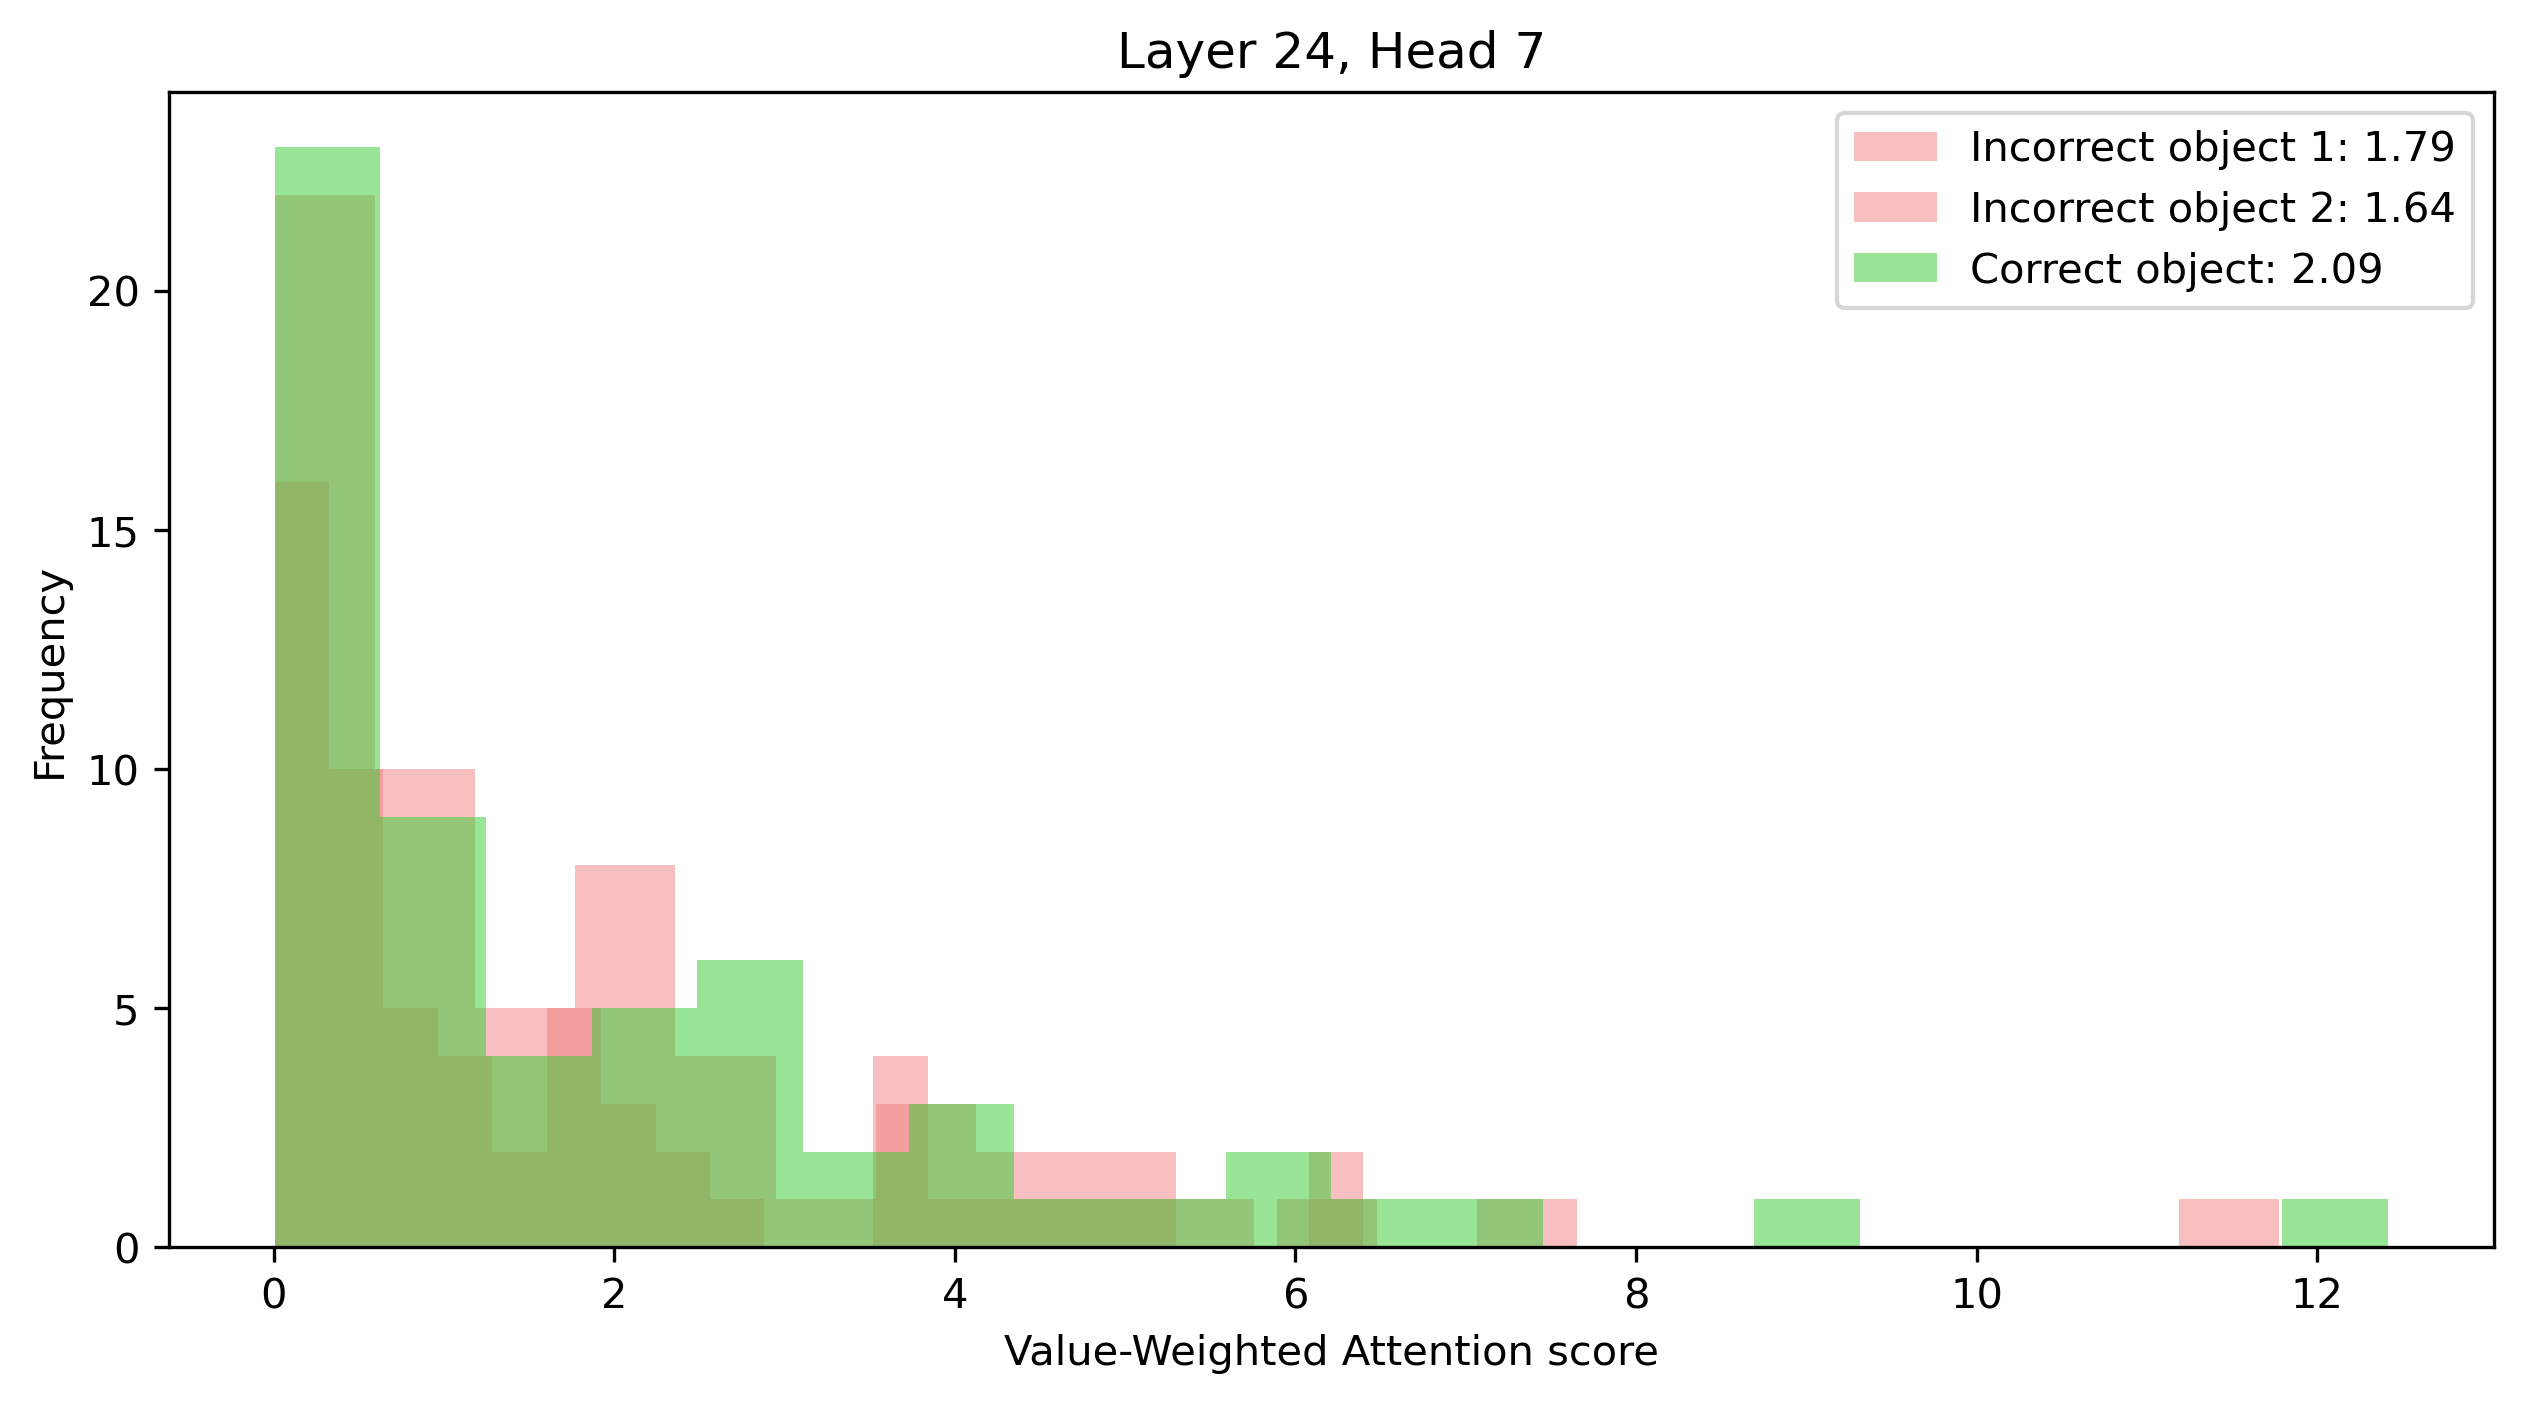 Layer 24, Head 7
Incorrect object 1: 1.79
Incorrect object 2: 1.64
Correct object: 2.09
Frequency
20
15
10
5
0
0 2 4 6 8 10 12
Value-Weighted Attention score